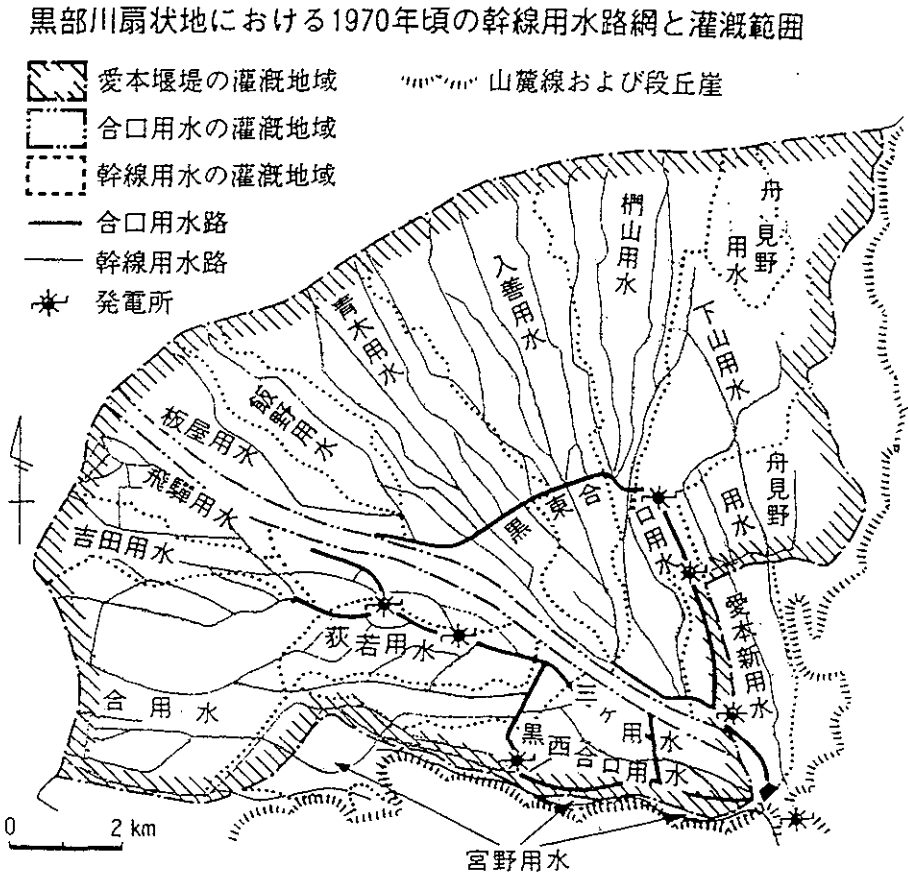 黒部川扇状地における1970年頃の幹線用水路網と灌漑範囲
愛本堰堤の灌漑地域
山麓線および段丘崖
合口用水の灌漑地域
幹線用水の灌漑地域
合口用水路
幹線用水路
発電所
舟見野用水
椚山用水
入善用水
青木用水
下山用水
飯野用水
板屋用水
舟見野用水
飛驒用水
黒東合口用水
吉田用水
愛本新用水
荻若用水
三ヶ用水
合用水
黒西合口用水
0 2 km
宮野用水